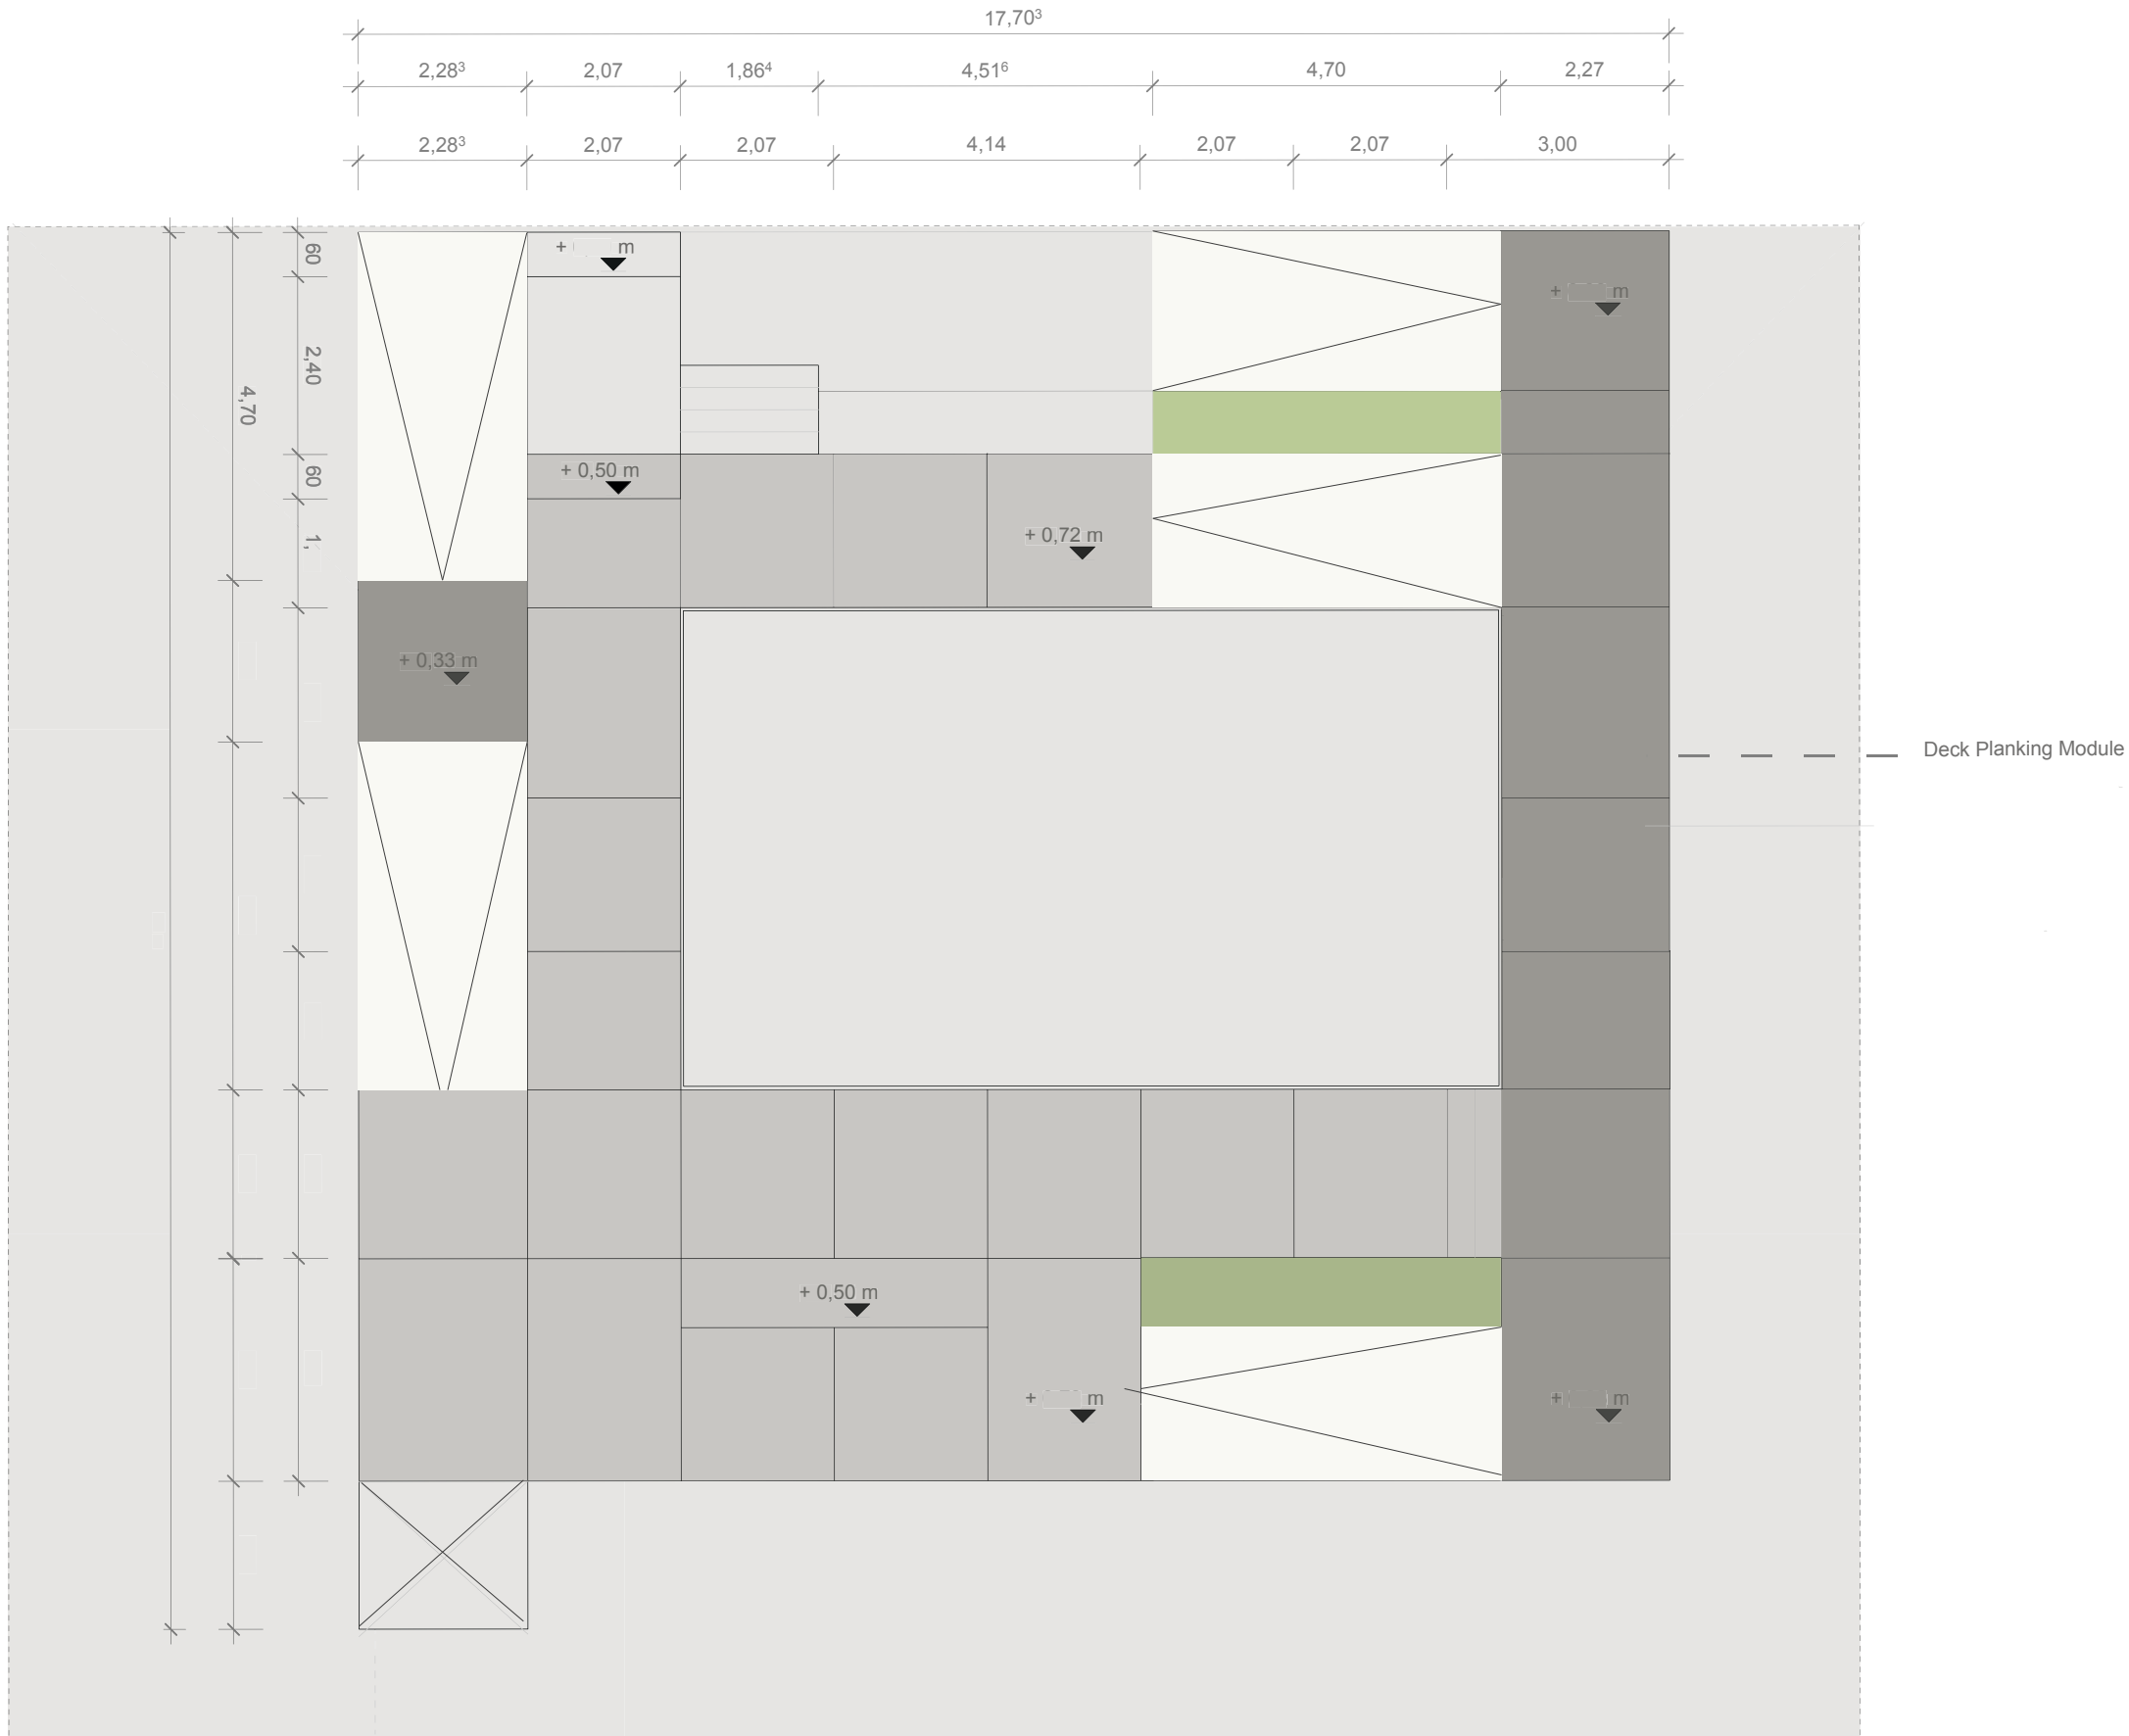 17,70³
2,28³ 2,07 1,86⁴ 4,51⁶ 4,70 2,27
2,28³ 2,07 2,07 4,14 2,07 2,07 3,00
60
+ m
+ m
2,40
4,70
60
+ 0,50 m
1,
+ 0,72 m
+ 0,33 m
Deck Planking Module
+ 0,50 m
+ m
+ m